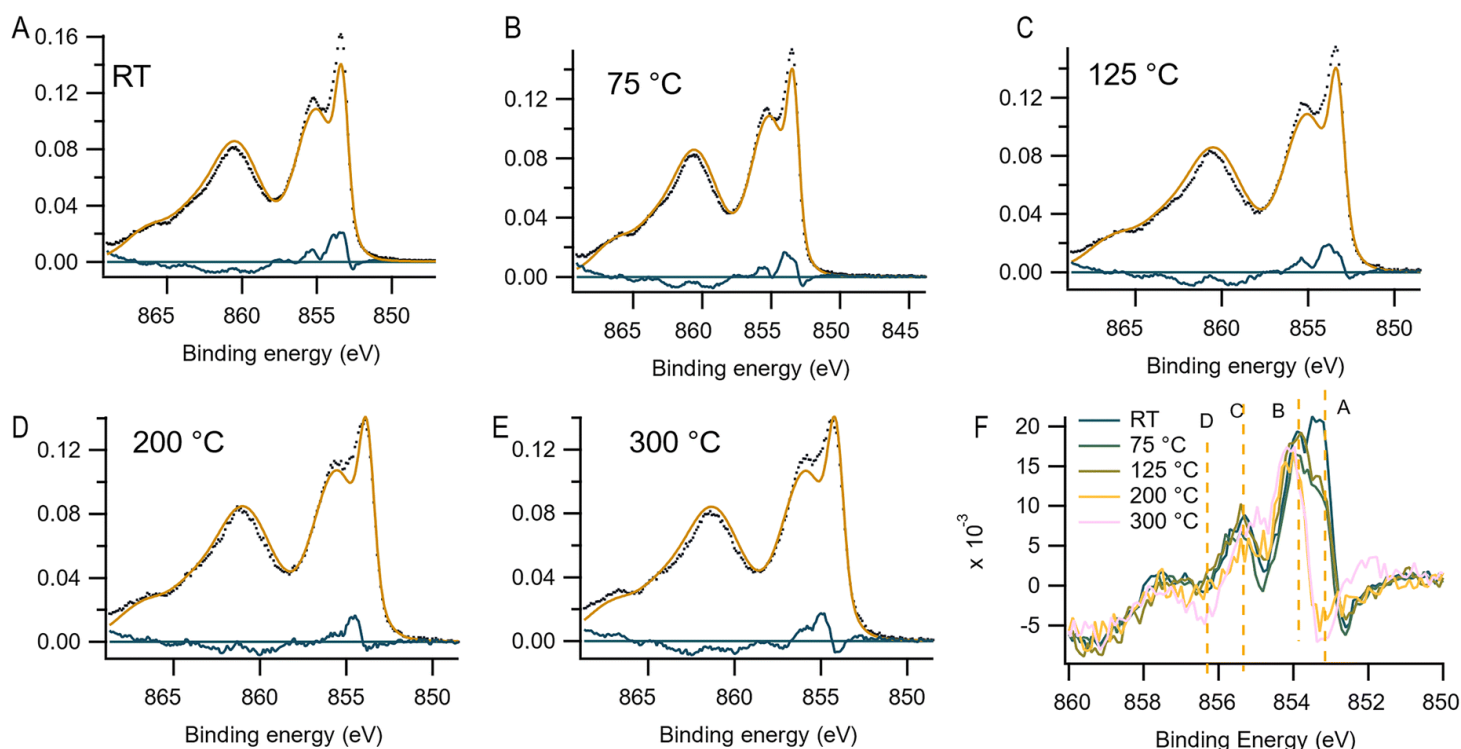 A
RT
0.16
0.12
0.08
0.04
0.00
865 860 855 850
Binding energy (eV)
B
75 °C
0.12
0.08
0.04
0.00
865 860 855 850 845
Binding energy (eV)
C
125 °C
0.12
0.08
0.04
0.00
865 860 855 850
Binding energy (eV)
D
200 °C
0.12
0.08
0.04
0.00
865 860 855 850
Binding energy (eV)
E
300 °C
0.12
0.08
0.04
0.00
865 860 855 850
Binding energy (eV)
F
D C B A
RT
75 °C
125 °C
200 °C
300 °C
20
15
10
5
0
-5
x 10⁻³
860 858 856 854 852 850
Binding Energy (eV)